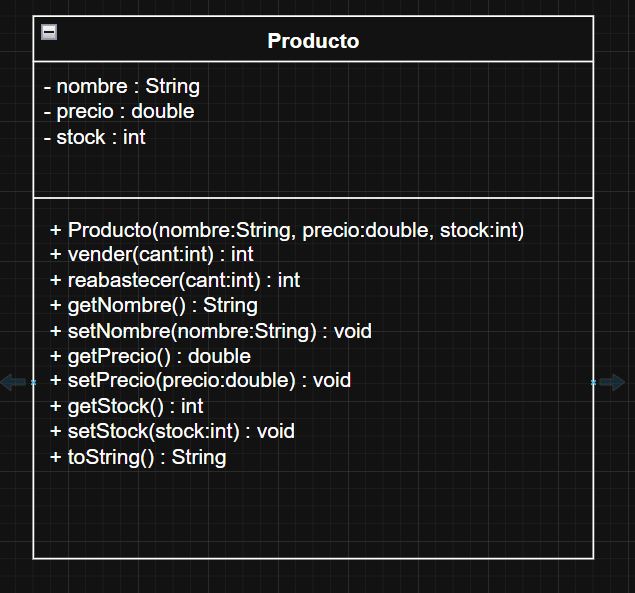 Producto
- nombre : String
- precio : double
- stock : int
+ Producto(nombre:String, precio:double, stock:int)
+ vender(cant:int) : int
+ reabastecer(cant:int) : int
+ getNombre() : String
+ setNombre(nombre:String) : void
+ getPrecio() : double
+ setPrecio(precio:double) : void
+ getStock() : int
+ setStock(stock:int) : void
+ toString() : String